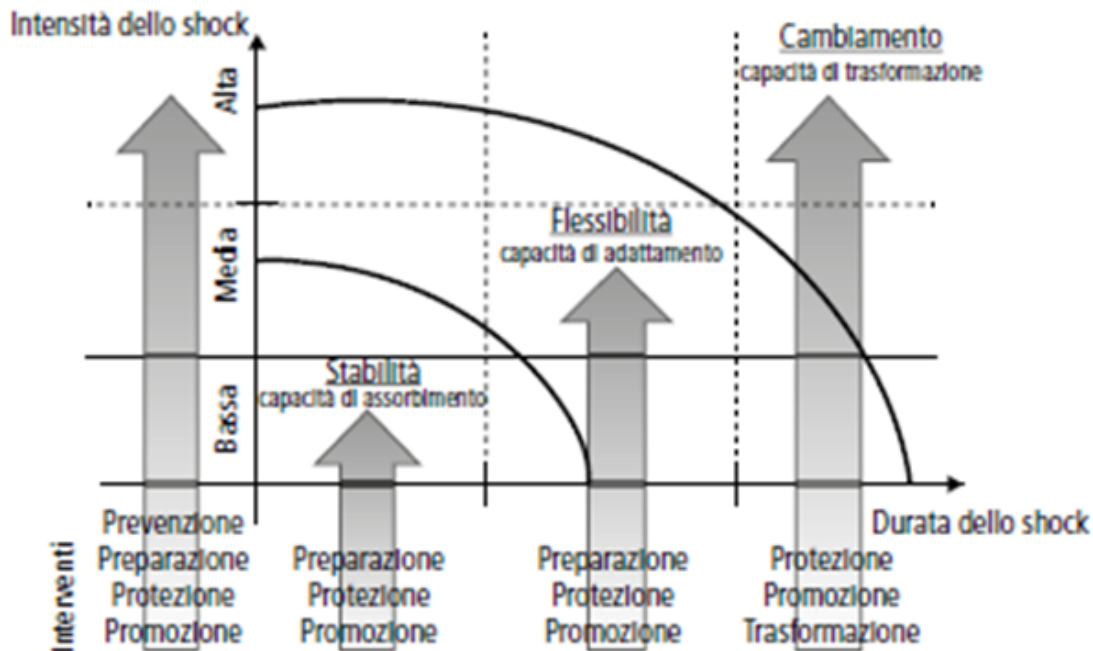 Intensità dello shock
Alta
Media
Bassa
Cambiamento
capacità di trasformazione
Flessibilità
capacità di adattamento
Stabilità
capacità di assorbimento
Durata dello shock
Interventi
Prevenzione
Preparazione
Protezione
Promozione
Preparazione
Protezione
Promozione
Preparazione
Protezione
Promozione
Protezione
Promozione
Trasformazione